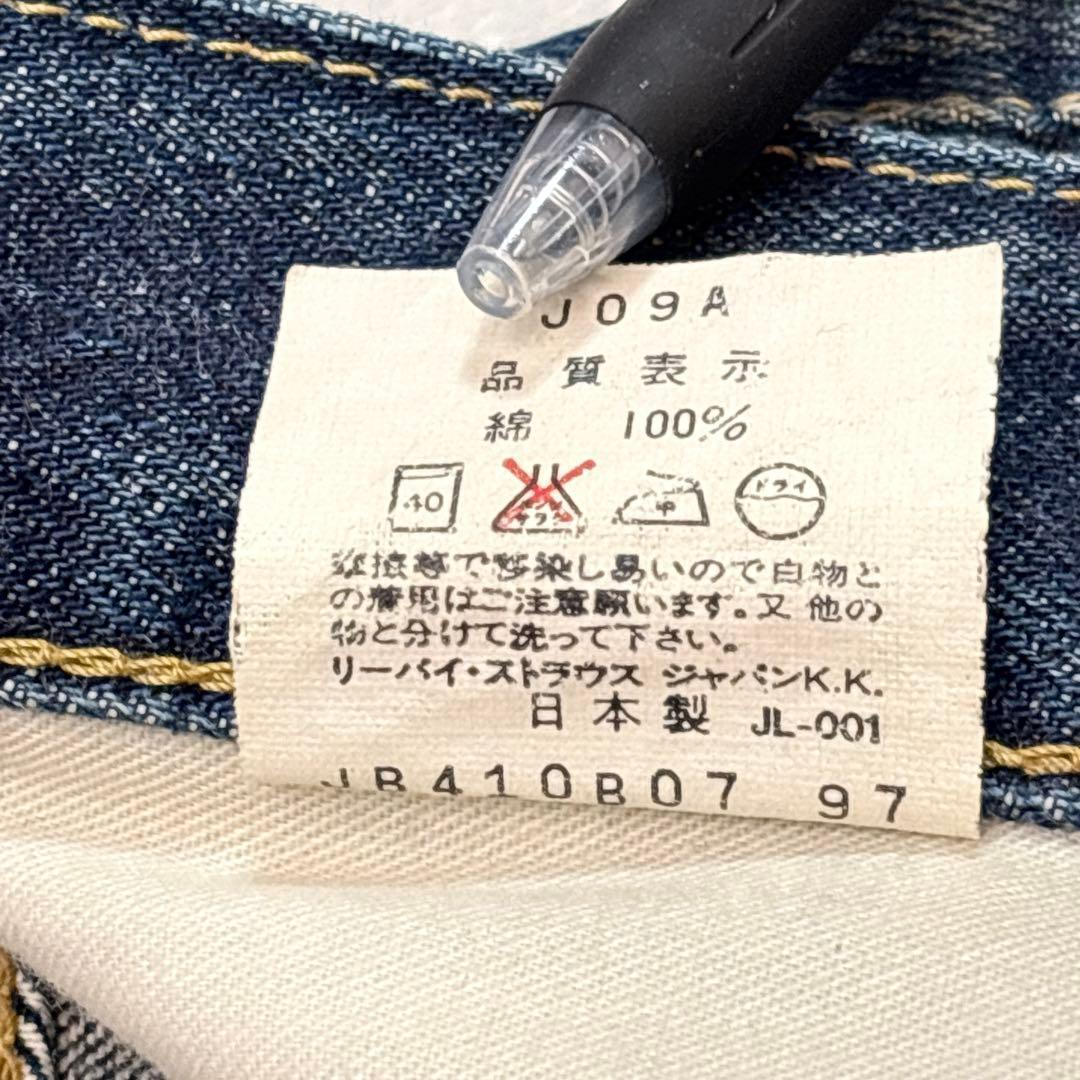 J09A
品質表示
綿 100%
40 中 ドライ
摩擦等で移染し易いので白物と
の着用はご注意願います。又他の
物と分けて洗って下さい。
リーバイ・ストラウス ジャパンK.K.
日本製 JL-001
JB410B07 97